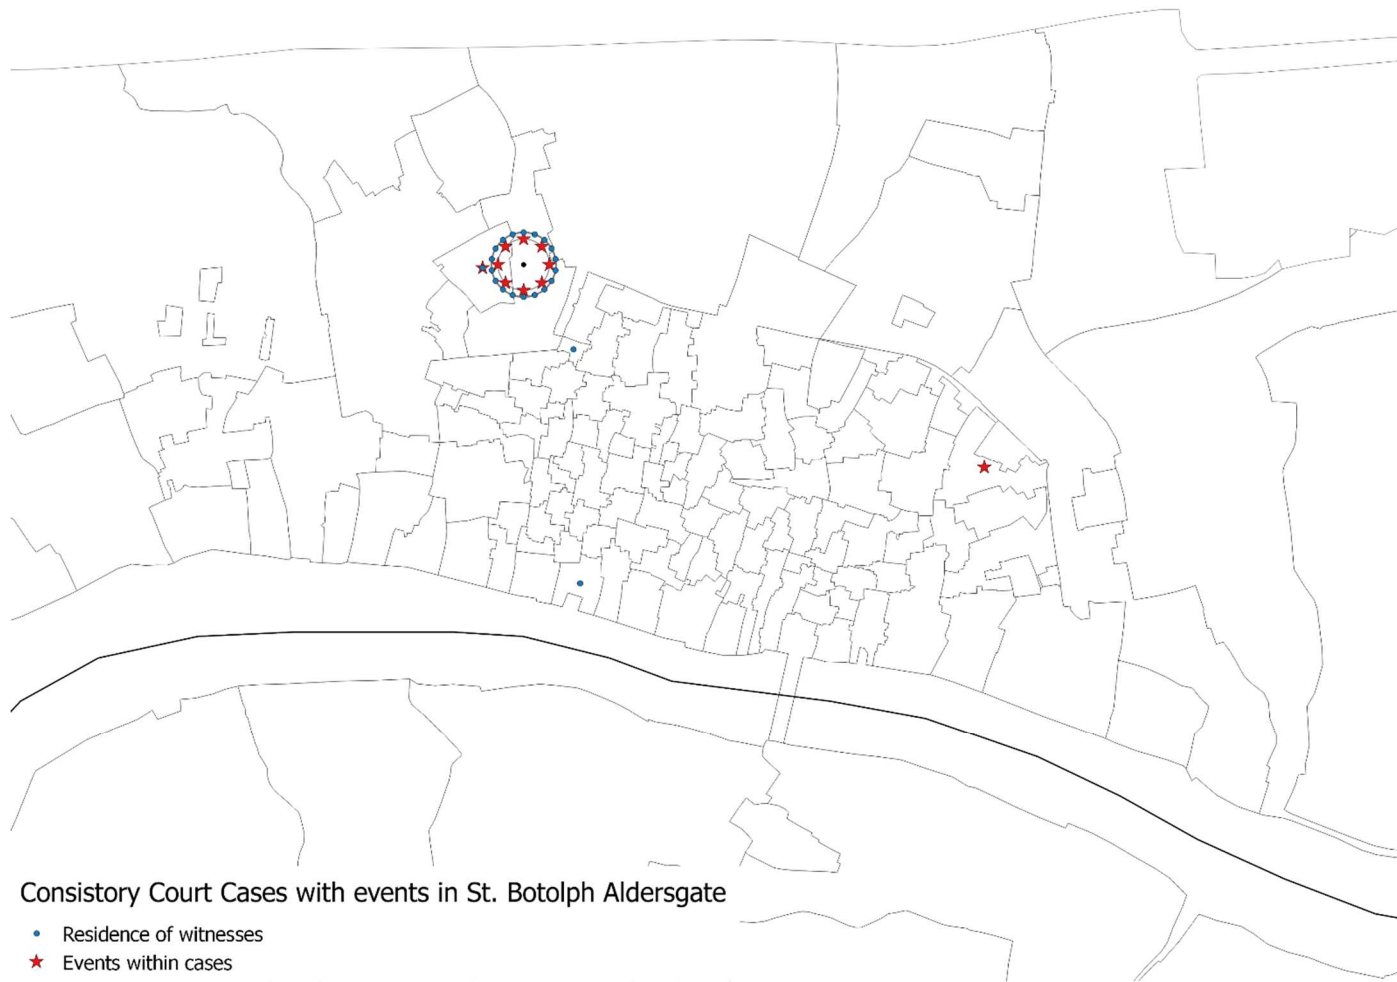 Consistory Court Cases with events in St. Botolph Aldersgate
Residence of witnesses
Events within cases